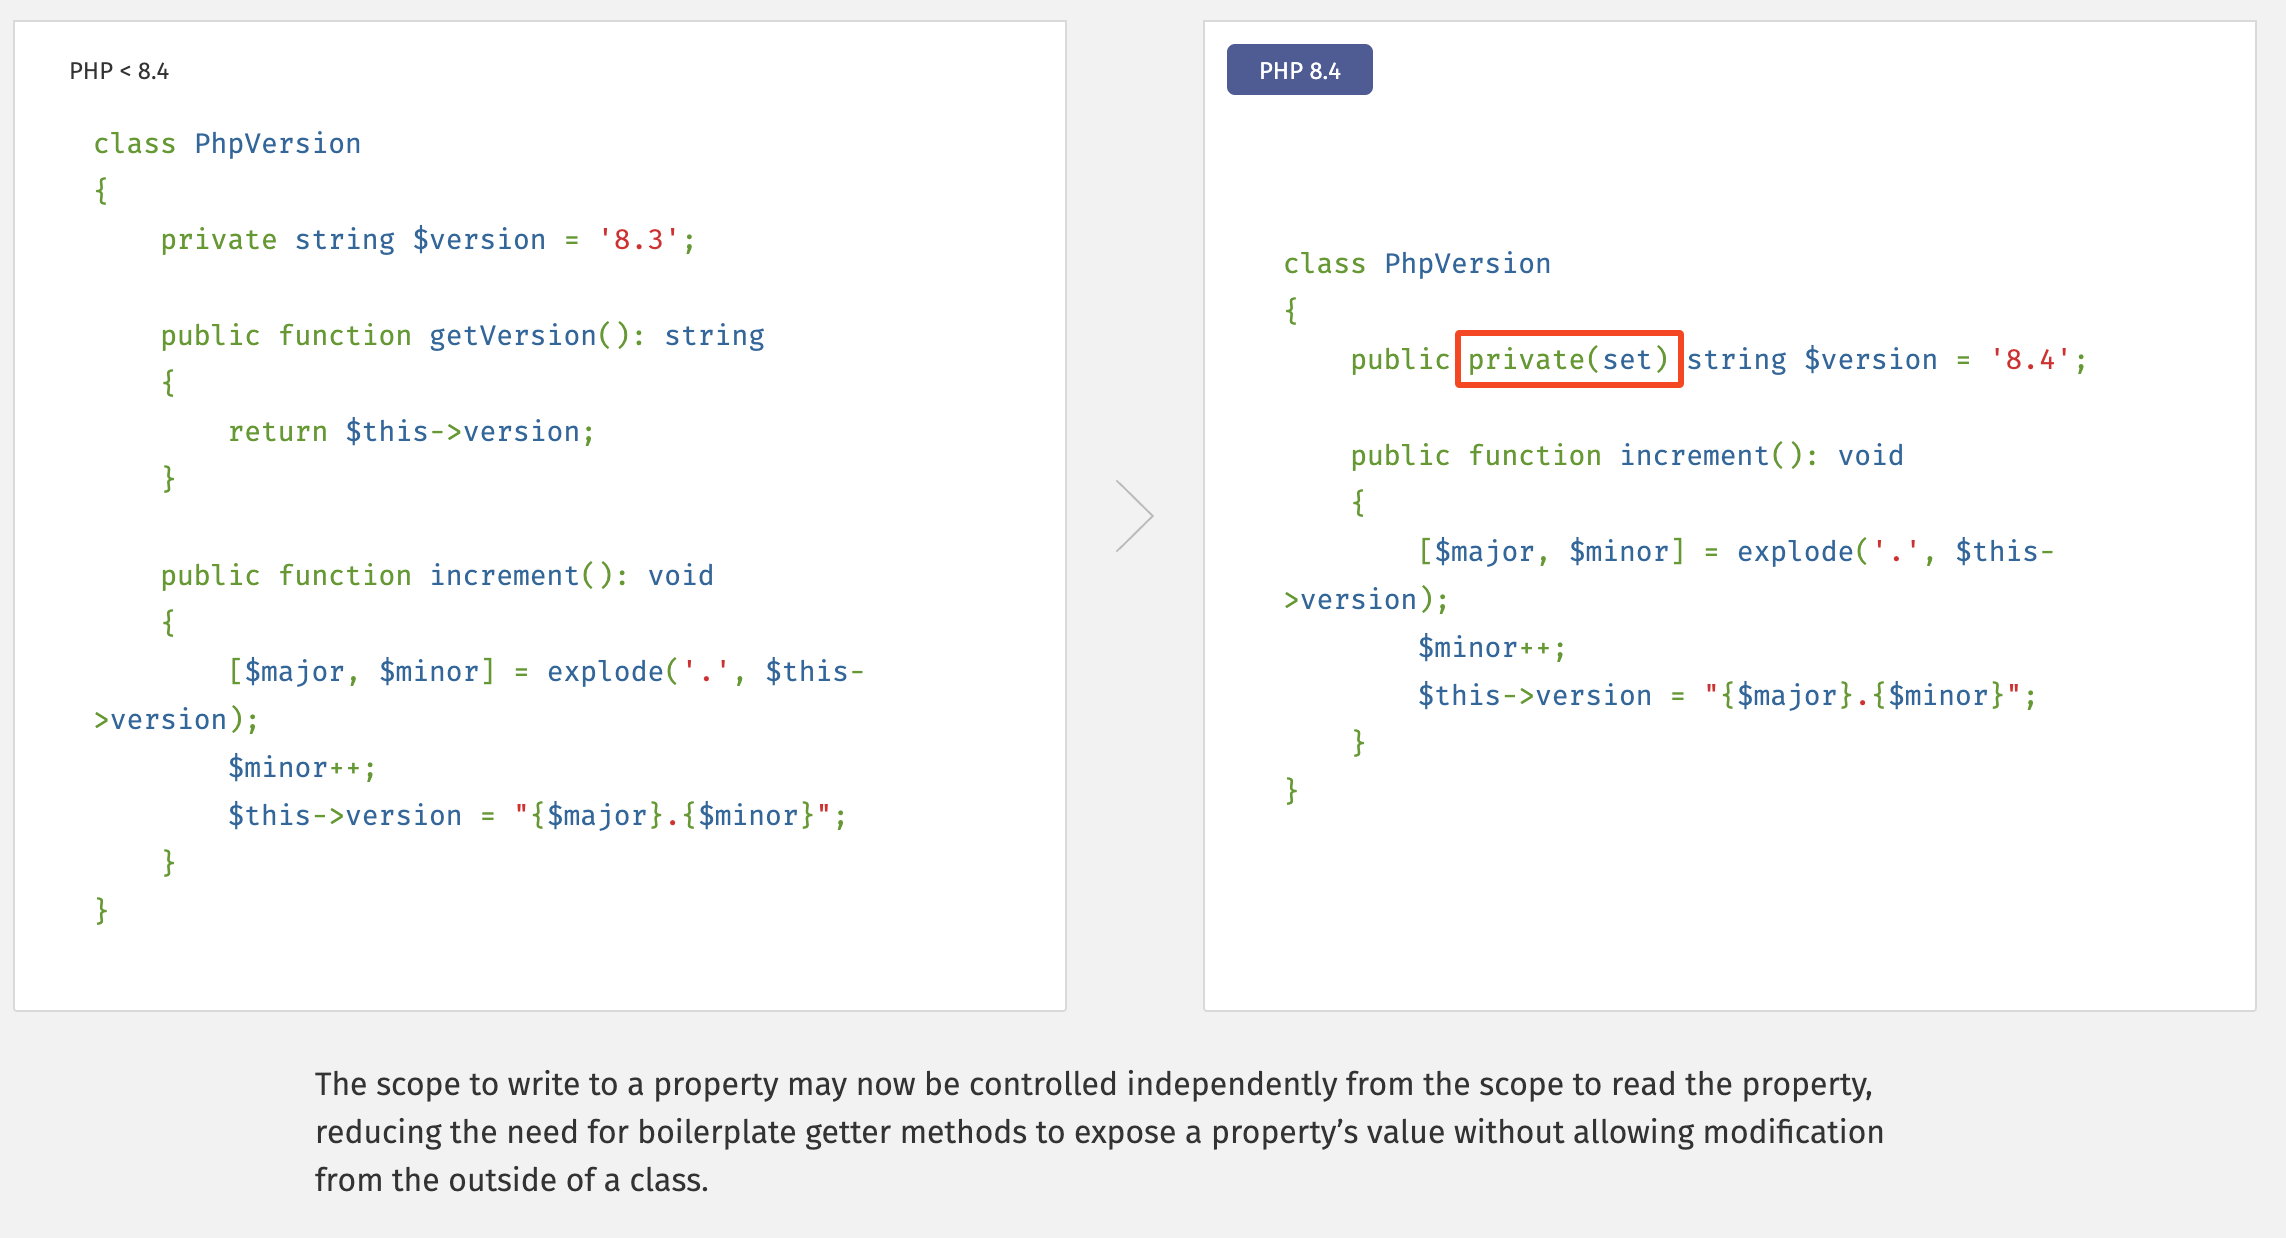 PHP < 8.4
class PhpVersion
{
    private string $version = '8.3';

    public function getVersion(): string
    {
        return $this->version;
    }

    public function increment(): void
    {
        [$major, $minor] = explode('.', $this-
>version);
        $minor++;
        $this->version = "{$major}.{$minor}";
    }
}
PHP 8.4
class PhpVersion
{
    public private(set) string $version = '8.4';

    public function increment(): void
    {
        [$major, $minor] = explode('.', $this-
>version);
        $minor++;
        $this->version = "{$major}.{$minor}";
    }
}
The scope to write to a property may now be controlled independently from the scope to read the property,
reducing the need for boilerplate getter methods to expose a property’s value without allowing modification
from the outside of a class.